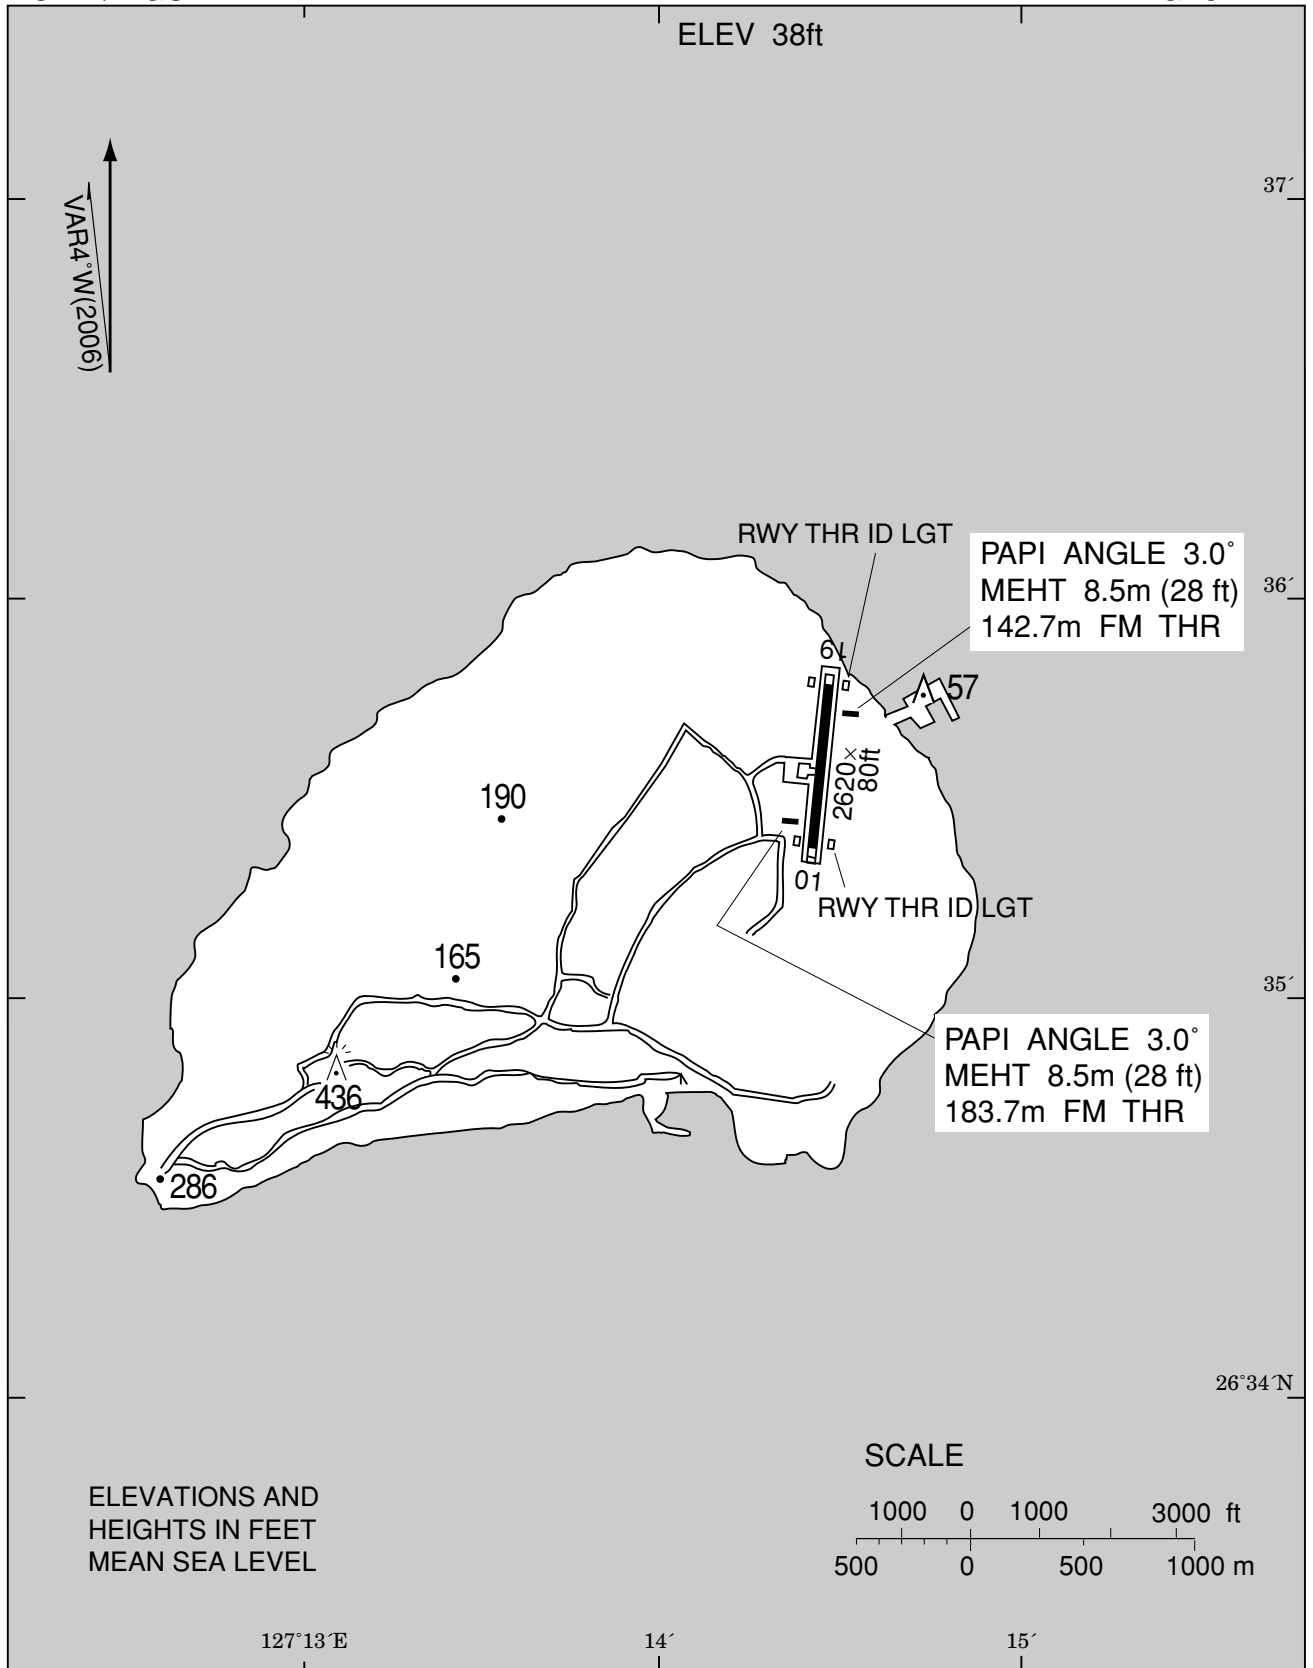 ELEV 38ft
37´
VAR4˚W(2006)
RWY THR ID LGT
PAPI ANGLE 3.0˚
MEHT 8.5m (28 ft)
142.7m FM THR
36´
19
57
2620×
80ft
190
01
RWY THR ID LGT
165
35´
PAPI ANGLE 3.0˚
MEHT 8.5m (28 ft)
183.7m FM THR
436
286
26˚34´N
SCALE
1000 0 1000 3000 ft
500 0 500 1000 m
ELEVATIONS AND
HEIGHTS IN FEET
MEAN SEA LEVEL
127˚13´E 14´ 15´